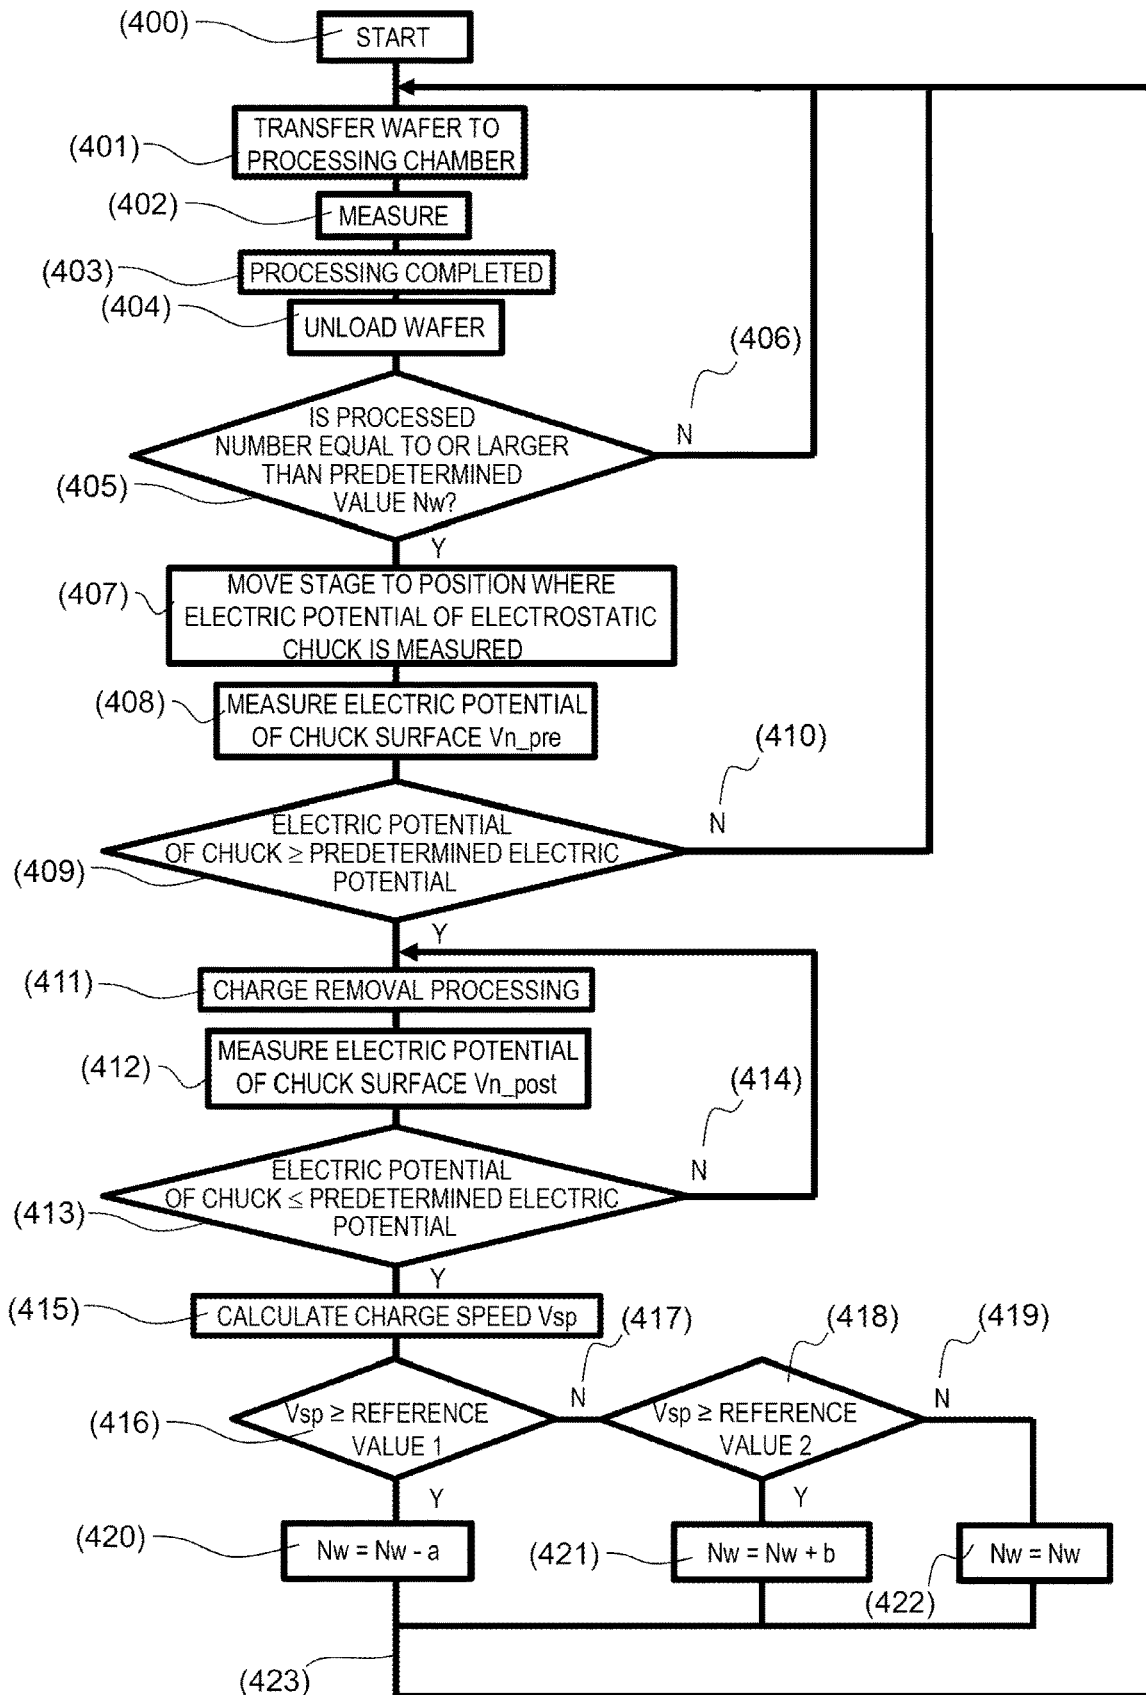 (400)
START
(401)
TRANSFER WAFER TO
PROCESSING CHAMBER
(402)
MEASURE
(403)
PROCESSING COMPLETED
(404)
UNLOAD WAFER
(406)
N
IS PROCESSED
NUMBER EQUAL TO OR LARGER
THAN PREDETERMINED
VALUE Nw?
(405)
Y
(407)
MOVE STAGE TO POSITION WHERE
ELECTRIC POTENTIAL OF ELECTROSTATIC
CHUCK IS MEASURED
(408)
MEASURE ELECTRIC POTENTIAL
OF CHUCK SURFACE Vn_pre
(410)
N
ELECTRIC POTENTIAL
OF CHUCK ≥ PREDETERMINED ELECTRIC
POTENTIAL
(409)
Y
(411)
CHARGE REMOVAL PROCESSING
(412)
MEASURE ELECTRIC POTENTIAL
OF CHUCK SURFACE Vn_post
(414)
N
ELECTRIC POTENTIAL
OF CHUCK ≤ PREDETERMINED ELECTRIC
POTENTIAL
(413)
Y
(415)
CALCULATE CHARGE SPEED Vsp
(417)
(418)
(419)
N
N
(416)
Vsp ≥ REFERENCE
VALUE 1
Vsp ≥ REFERENCE
VALUE 2
Y
Y
(420)
Nw = Nw - a
(421)
Nw = Nw + b
(422)
Nw = Nw
(423)